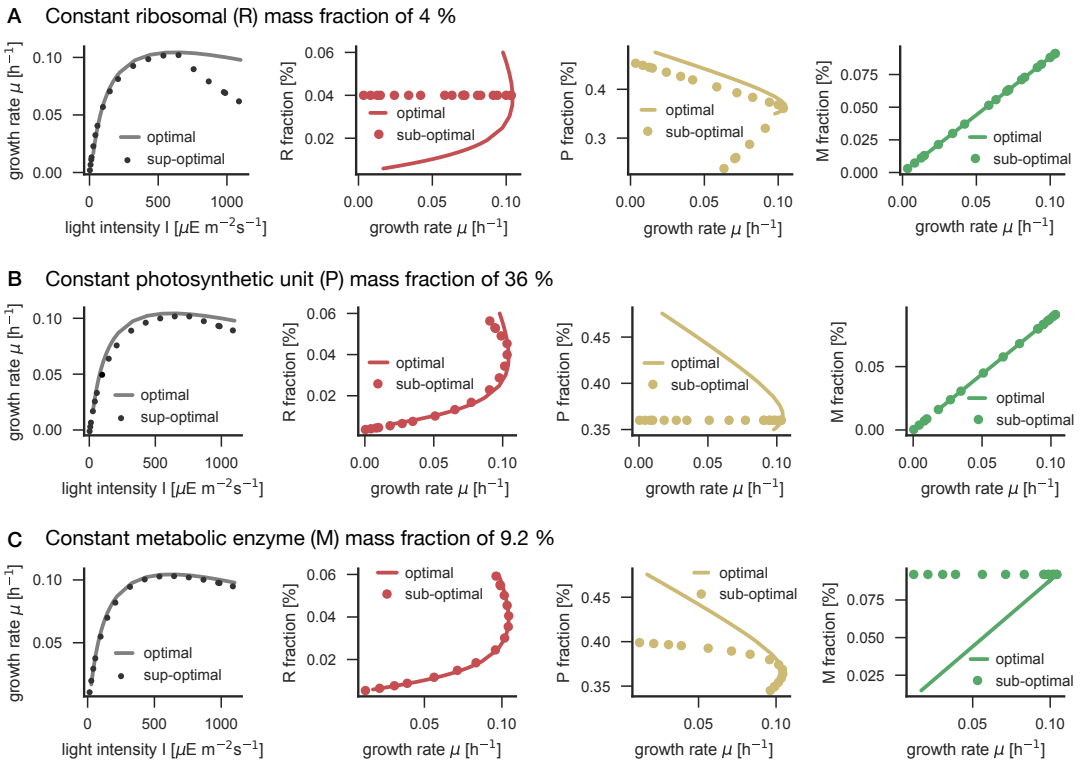 A Constant ribosomal (R) mass fraction of 4 %
growth rate μ [h⁻¹]
0.10
0.05
0.00
0 500 1000
light intensity I [μE m⁻²s⁻¹]
optimal
sup-optimal
R fraction [%]
0.06
0.04
0.02
0.00 0.05 0.10
growth rate μ [h⁻¹]
optimal
sub-optimal
P fraction [%]
0.4
0.3
0.00 0.05 0.10
growth rate μ [h⁻¹]
optimal
sub-optimal
M fraction [%]
0.075
0.050
0.025
0.000
0.00 0.05 0.10
growth rate μ [h⁻¹]
optimal
sub-optimal
B Constant photosynthetic unit (P) mass fraction of 36 %
growth rate μ [h⁻¹]
0.10
0.05
0.00
0 500 1000
light intensity I [μE m⁻²s⁻¹]
optimal
sup-optimal
R fraction [%]
0.06
0.04
0.02
0.00 0.05 0.10
growth rate μ [h⁻¹]
optimal
sub-optimal
P fraction [%]
0.45
0.40
0.35
0.00 0.05 0.10
growth rate μ [h⁻¹]
optimal
sub-optimal
M fraction [%]
0.05
0.00
0.00 0.05 0.10
growth rate μ [h⁻¹]
optimal
sub-optimal
C Constant metabolic enzyme (M) mass fraction of 9.2 %
growth rate μ [h⁻¹]
0.10
0.05
0 500 1000
light intensity I [μE m⁻²s⁻¹]
optimal
sup-optimal
R fraction [%]
0.06
0.04
0.02
0.05 0.10
growth rate μ [h⁻¹]
optimal
sub-optimal
P fraction [%]
0.45
0.40
0.35
0.05 0.10
growth rate μ [h⁻¹]
optimal
sub-optimal
M fraction [%]
0.075
0.050
0.025
0.05 0.10
growth rate μ [h⁻¹]
optimal
sub-optimal